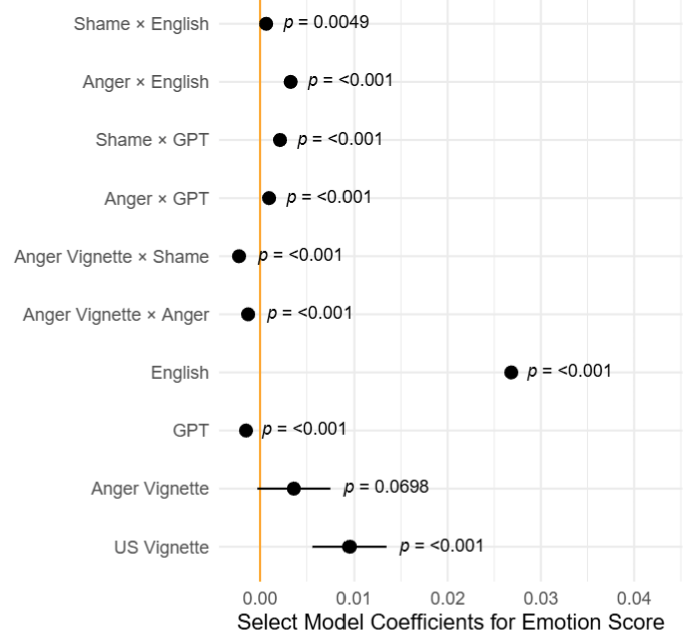 Shame × English p = 0.0049
Anger × English p = <0.001
Shame × GPT p = <0.001
Anger × GPT p = <0.001
Anger Vignette × Shame p = <0.001
Anger Vignette × Anger p = <0.001
English p = <0.001
GPT p = <0.001
Anger Vignette p = 0.0698
US Vignette p = <0.001
0.00 0.01 0.02 0.03 0.04
Select Model Coefficients for Emotion Score